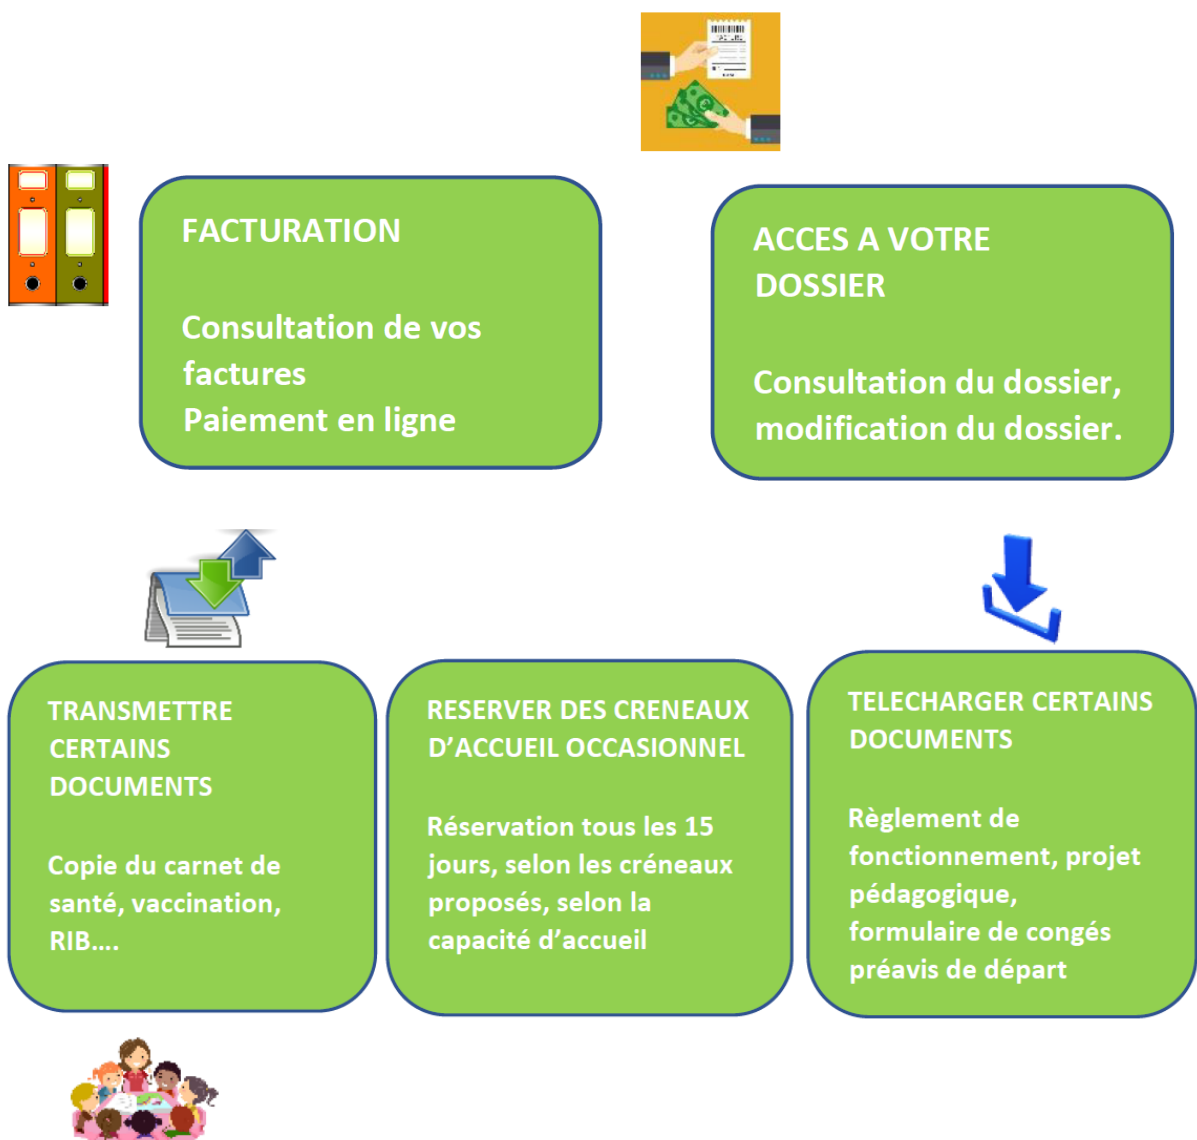 FACTURE
FACTURATION
Consultation de vos
factures
Paiement en ligne
ACCES A VOTRE
DOSSIER
Consultation du dossier,
modification du dossier.
TRANSMETTRE
CERTAINS
DOCUMENTS
Copie du carnet de
santé, vaccination,
RIB....
RESERVER DES CRENEAUX
D’ACCUEIL OCCASIONNEL
Réservation tous les 15
jours, selon les créneaux
proposés, selon la
capacité d’accueil
TELECHARGER CERTAINS
DOCUMENTS
Règlement de
fonctionnement, projet
pédagogique,
formulaire de congés
préavis de départ